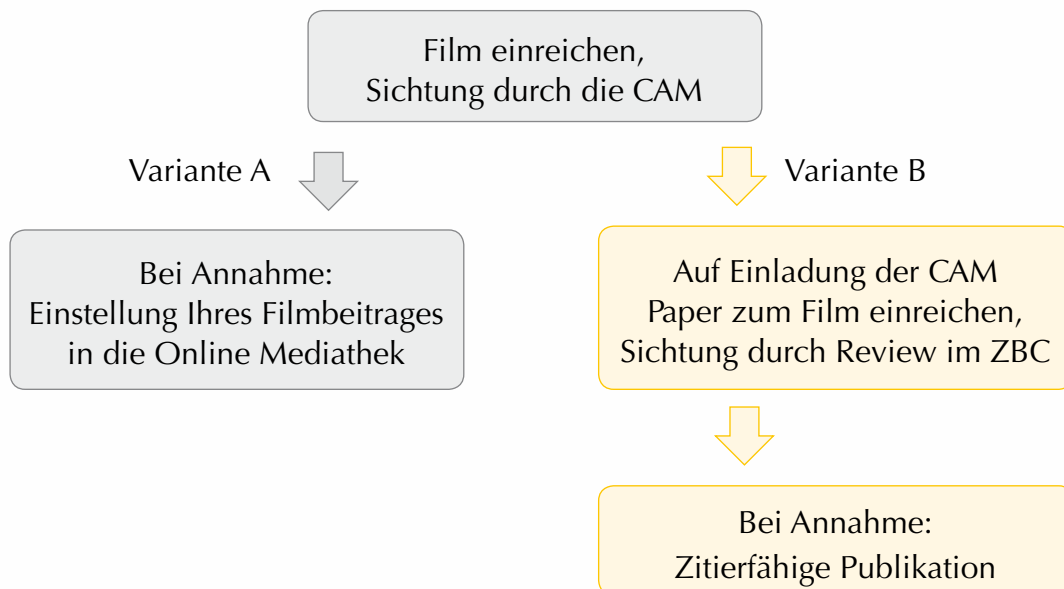 Film einreichen,
Sichtung durch die CAM
Variante A
Variante B
Bei Annahme:
Einstellung Ihres Filmbeitrages
in die Online Mediathek
Auf Einladung der CAM
Paper zum Film einreichen,
Sichtung durch Review im ZBC
Bei Annahme:
Zitierfähige Publikation